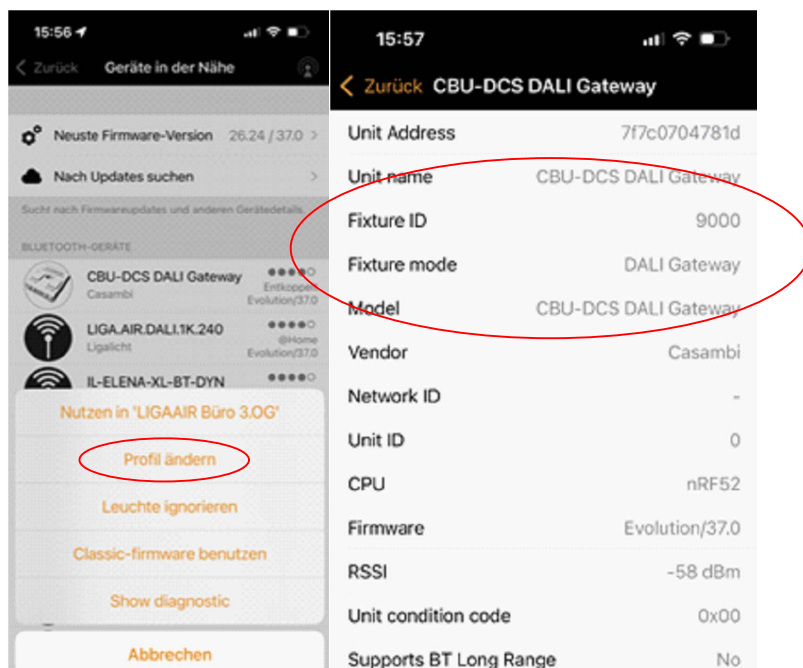 15:56
Zurück Geräte in der Nähe
Neuste Firmware-Version 26.24 / 37.0
Nach Updates suchen
Sucht nach Firmwareupdates und anderen Gerätedetails.
BLUETOOTH-GERÄTE
CBU-DCS DALI Gateway
Casambi Entkoppelt
Evolution/37.0
LIGA.AIR.DALI.1K.240
Ligalicht @Home
Evolution/37.0
IL-ELENA-XL-BT-DYN
Nutzen in 'LIGAAIR Büro 3.OG'
Profil ändern
Leuchte ignorieren
Classic-firmware benutzen
Show diagnostic
Abbrechen
15:57
Zurück CBU-DCS DALI Gateway
Unit Address 7f7c0704781d
Unit name CBU-DCS DALI Gateway
Fixture ID 9000
Fixture mode DALI Gateway
Model CBU-DCS DALI Gateway
Vendor Casambi
Network ID -
Unit ID 0
CPU nRF52
Firmware Evolution/37.0
RSSI -58 dBm
Unit condition code 0x00
Supports BT Long Range No